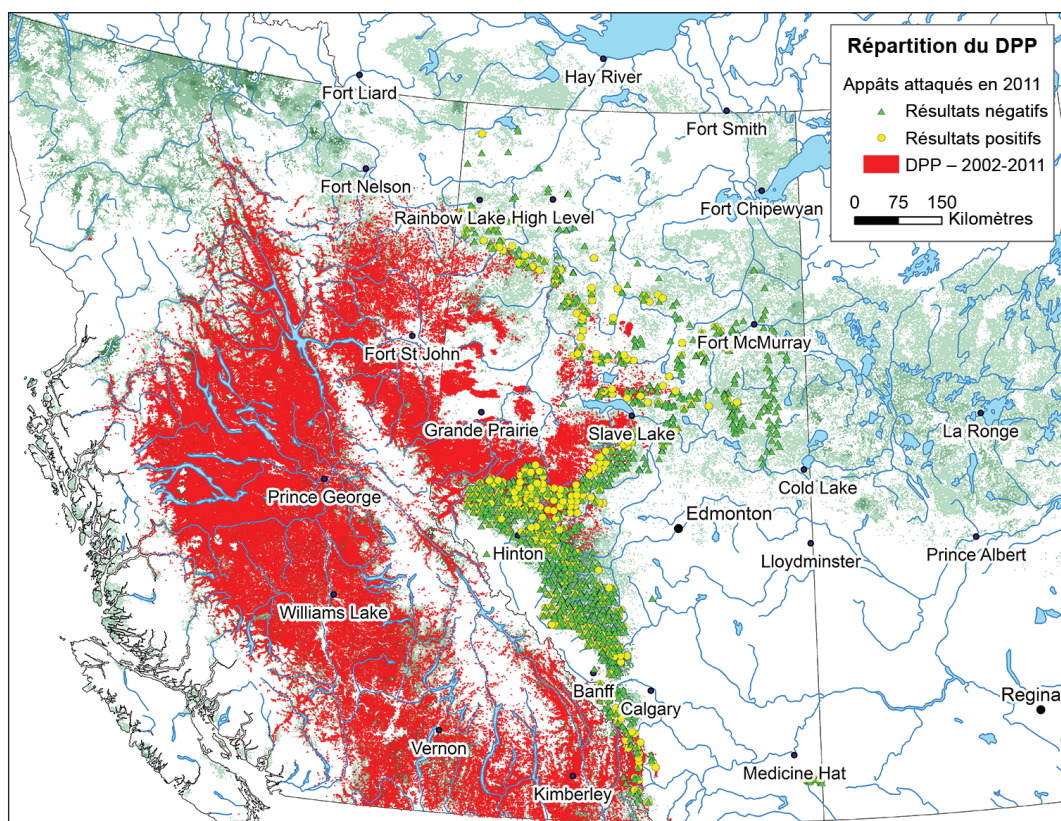 Répartition du DPP
Appâts attaqués en 2011
Résultats négatifs
Résultats positifs
DPP – 2002-2011
0 75 150
Kilomètres
Hay River
Fort Liard
Fort Smith
Fort Nelson
Rainbow Lake
High Level
Fort Chipewyan
Fort St John
Fort McMurray
Grande Prairie
Slave Lake
La Ronge
Prince George
Cold Lake
Edmonton
Hinton
Lloydminster
Prince Albert
Williams Lake
Banff
Calgary
Regina
Vernon
Medicine Hat
Kimberley